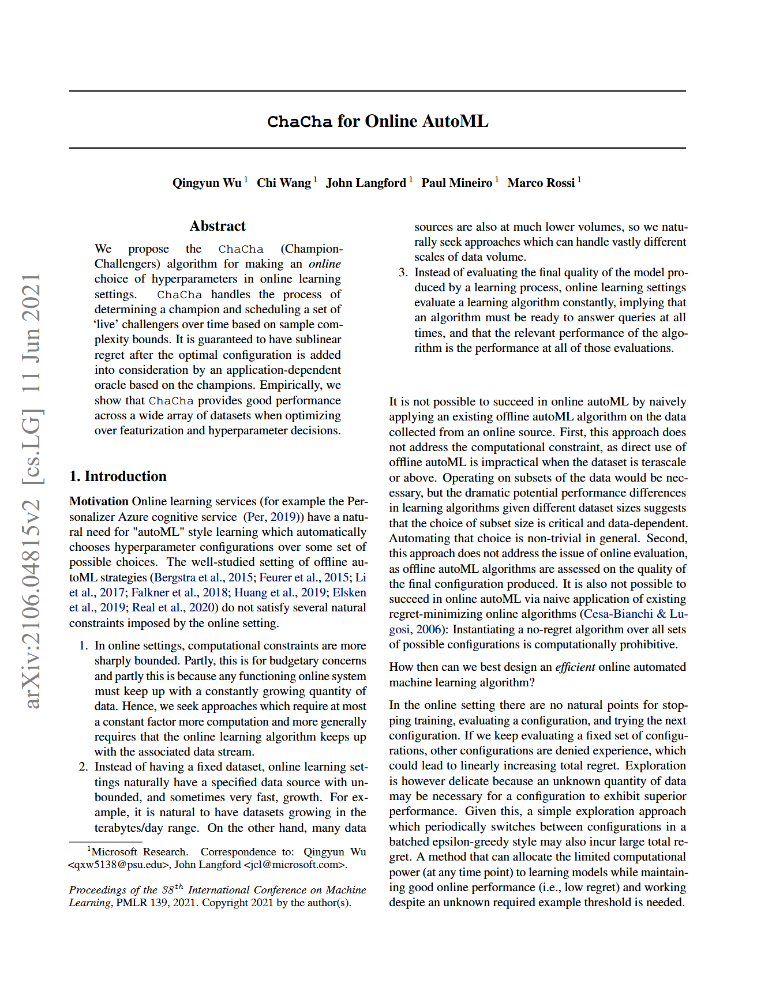 ChaCha for Online AutoML
Qingyun Wu 1 Chi Wang 1 John Langford 1 Paul Mineiro 1 Marco Rossi 1
Abstract
We propose the ChaCha (Champion-
Challengers) algorithm for making an online
choice of hyperparameters in online learning
settings. ChaCha handles the process of
determining a champion and scheduling a set of
‘live’ challengers over time based on sample com-
plexity bounds. It is guaranteed to have sublinear
regret after the optimal configuration is added
into consideration by an application-dependent
oracle based on the champions. Empirically, we
show that ChaCha provides good performance
across a wide array of datasets when optimizing
over featurization and hyperparameter decisions.
1. Introduction
Motivation Online learning services (for example the Per-
sonalizer Azure cognitive service (Per, 2019)) have a natu-
ral need for "autoML" style learning which automatically
chooses hyperparameter configurations over some set of
possible choices. The well-studied setting of offline au-
toML strategies (Bergstra et al., 2015; Feurer et al., 2015; Li
et al., 2017; Falkner et al., 2018; Huang et al., 2019; Elsken
et al., 2019; Real et al., 2020) do not satisfy several natural
constraints imposed by the online setting.
1. In online settings, computational constraints are more
sharply bounded. Partly, this is for budgetary concerns
and partly this is because any functioning online system
must keep up with a constantly growing quantity of
data. Hence, we seek approaches which require at most
a constant factor more computation and more generally
requires that the online learning algorithm keeps up
with the associated data stream.
2. Instead of having a fixed dataset, online learning set-
tings naturally have a specified data source with un-
bounded, and sometimes very fast, growth. For ex-
ample, it is natural to have datasets growing in the
terabytes/day range. On the other hand, many data
1Microsoft Research. Correspondence to: Qingyun Wu
<qxw5138@psu.edu>, John Langford <jcl@microsoft.com>.
Proceedings of the 38th International Conference on Machine
Learning, PMLR 139, 2021. Copyright 2021 by the author(s).
sources are also at much lower volumes, so we natu-
rally seek approaches which can handle vastly different
scales of data volume.
3. Instead of evaluating the final quality of the model pro-
duced by a learning process, online learning settings
evaluate a learning algorithm constantly, implying that
an algorithm must be ready to answer queries at all
times, and that the relevant performance of the algo-
rithm is the performance at all of those evaluations.
It is not possible to succeed in online autoML by naively
applying an existing offline autoML algorithm on the data
collected from an online source. First, this approach does
not address the computational constraint, as direct use of
offline autoML is impractical when the dataset is terascale
or above. Operating on subsets of the data would be nec-
essary, but the dramatic potential performance differences
in learning algorithms given different dataset sizes suggests
that the choice of subset size is critical and data-dependent.
Automating that choice is non-trivial in general. Second,
this approach does not address the issue of online evaluation,
as offline autoML algorithms are assessed on the quality of
the final configuration produced. It is also not possible to
succeed in online autoML via naive application of existing
regret-minimizing online algorithms (Cesa-Bianchi & Lu-
gosi, 2006): Instantiating a no-regret algorithm over all sets
of possible configurations is computationally prohibitive.
How then can we best design an efficient online automated
machine learning algorithm?
In the online setting there are no natural points for stop-
ping training, evaluating a configuration, and trying the next
configuration. If we keep evaluating a fixed set of configu-
rations, other configurations are denied experience, which
could lead to linearly increasing total regret. Exploration
is however delicate because an unknown quantity of data
may be necessary for a configuration to exhibit superior
performance. Given this, a simple exploration approach
which periodically switches between configurations in a
batched epsilon-greedy style may also incur large total re-
gret. A method that can allocate the limited computational
power (at any time point) to learning models while maintain-
ing good online performance (i.e., low regret) and working
despite an unknown required example threshold is needed.
arXiv:2106.04815v2 [cs.LG] 11 Jun 2021